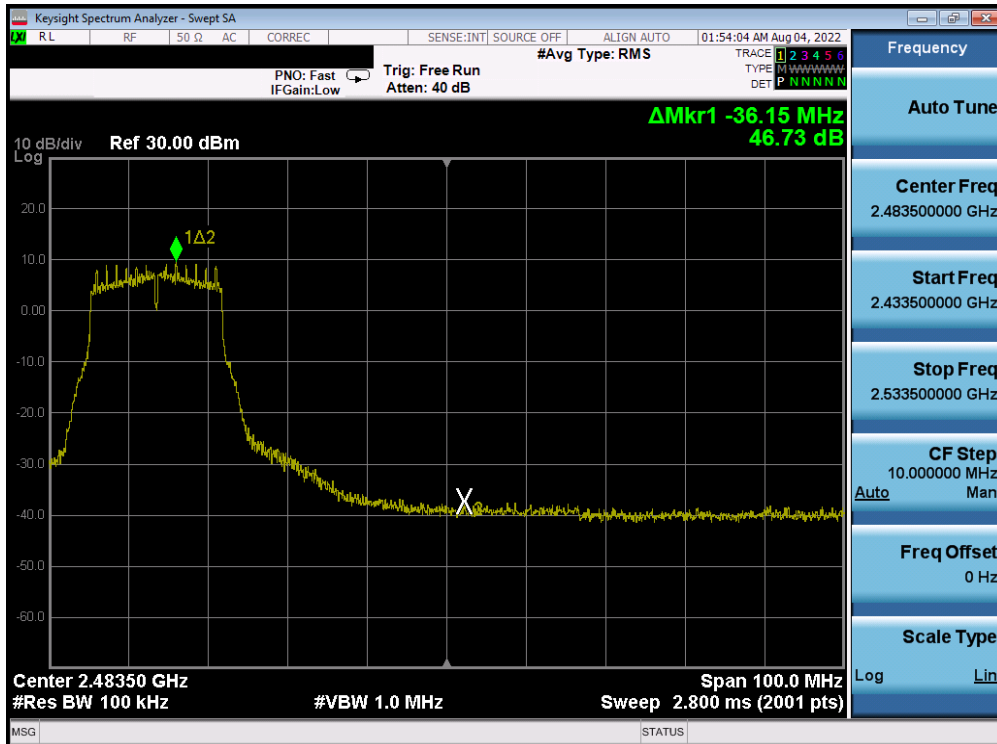 Keysight Spectrum Analyzer - Swept SA
LXI RL RF 50 Ω AC CORREC SENSE:INT SOURCE OFF ALIGN AUTO 01:54:04 AM Aug 04, 2022
#Avg Type: RMS
TRACE 1 2 3 4 5 6
PNO: Fast Trig: Free Run
TYPE M WWWWW
IFGain:Low Atten: 40 dB
DET P N N N N N
ΔMkr1 -36.15 MHz
46.73 dB
10 dB/div Ref 30.00 dBm
Log
20.0
10.0
0.00
-10.0
-20.0
-30.0
-40.0
-50.0
-60.0
1Δ2
X
Center 2.48350 GHz Span 100.0 MHz
#Res BW 100 kHz #VBW 1.0 MHz Sweep 2.800 ms (2001 pts)
MSG STATUS
Frequency
Auto Tune
Center Freq
2.483500000 GHz
Start Freq
2.433500000 GHz
Stop Freq
2.533500000 GHz
CF Step
10.000000 MHz
Auto Man
Freq Offset
0 Hz
Scale Type
Log Lin